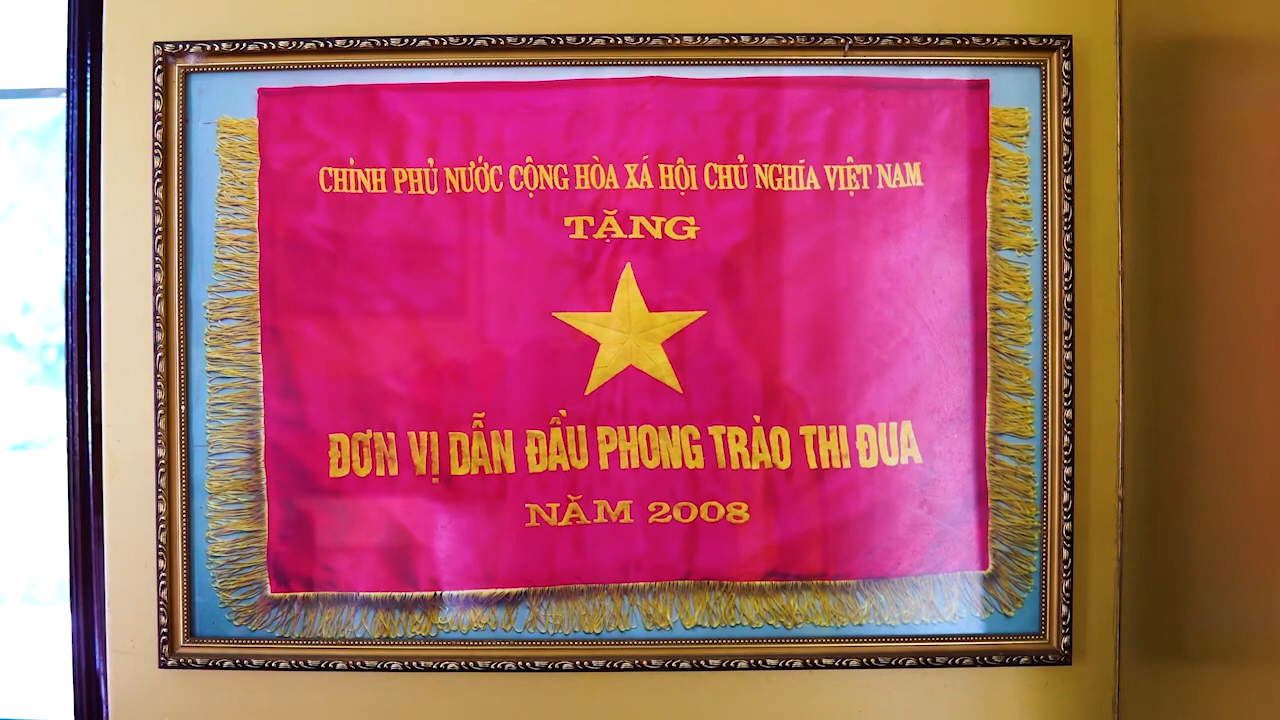 CHÍNH PHỦ NƯỚC CỘNG HÒA XÃ HỘI CHỦ NGHĨA VIỆT NAM
TẶNG
ĐƠN VỊ DẪN ĐẦU PHONG TRÀO THI ĐUA
NĂM 2008